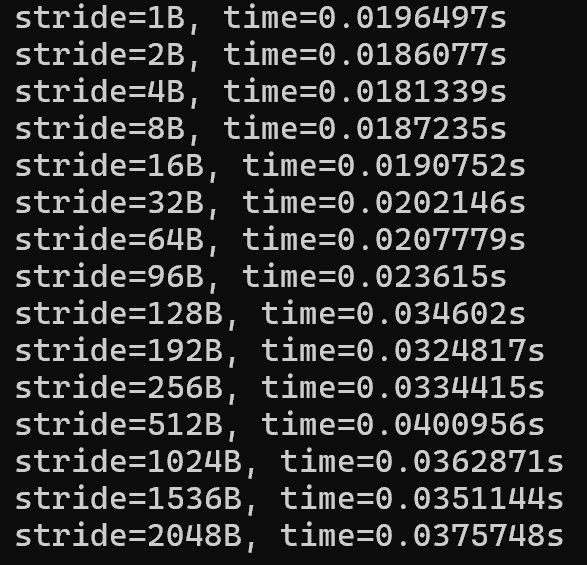 stride=1B, time=0.0196497s
stride=2B, time=0.0186077s
stride=4B, time=0.0181339s
stride=8B, time=0.0187235s
stride=16B, time=0.0190752s
stride=32B, time=0.0202146s
stride=64B, time=0.0207779s
stride=96B, time=0.023615s
stride=128B, time=0.034602s
stride=192B, time=0.0324817s
stride=256B, time=0.0334415s
stride=512B, time=0.0400956s
stride=1024B, time=0.0362871s
stride=1536B, time=0.0351144s
stride=2048B, time=0.0375748s